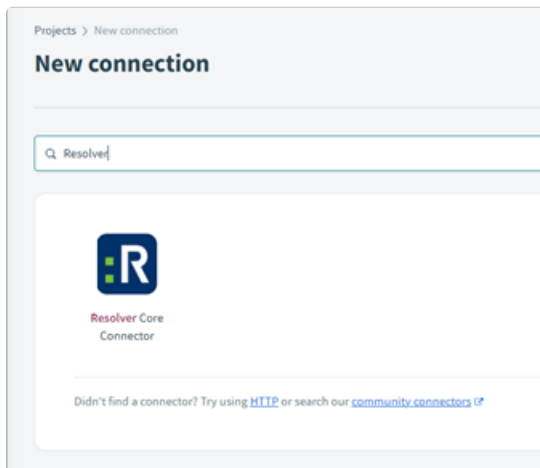 Projects > New connection
New connection
Resolver
:R
Resolver Core
Connector
Didn't find a connector? Try using HTTP or search our community connectors